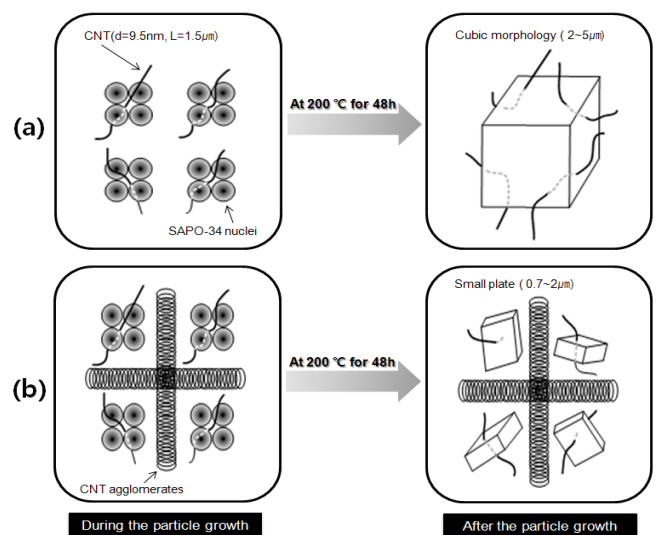 CNT(d=9.5nm, L=1.5㎛)
Cubic morphology ( 2~5㎛)
(a)
At 200 ℃ for 48h
SAPO-34 nuclei
Small plate ( 0.7~2㎛)
(b)
At 200 ℃ for 48h
CNT agglomerates
During the particle growth
After the particle growth